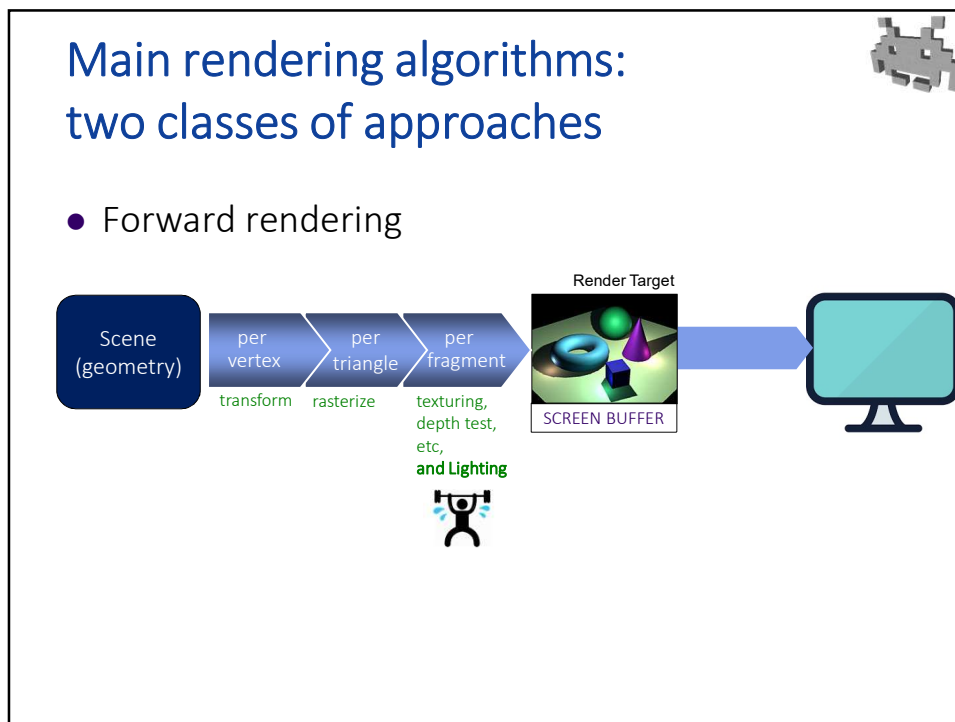 Main rendering algorithms:
two classes of approaches
● Forward rendering
Render Target
Scene
(geometry)
per
vertex
per
triangle
per
fragment
transform
rasterize
texturing,
depth test,
etc,
and Lighting
SCREEN BUFFER